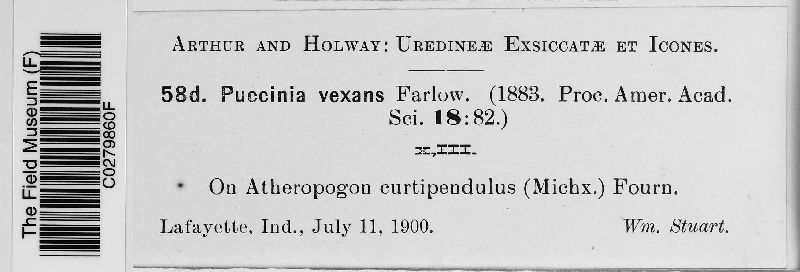 The Field Museum (F)
C0279860F
ARTHUR AND HOLWAY: UREDINEÆ EXSICCATÆ ET ICONES.
58d. Puccinia vexans Farlow. (1883. Proc. Amer. Acad.
Sci. 18:82.)
X,III.
On Atheropogon curtipendulus (Michx.) Fourn.
Lafayette, Ind., July 11, 1900. Wm. Stuart.